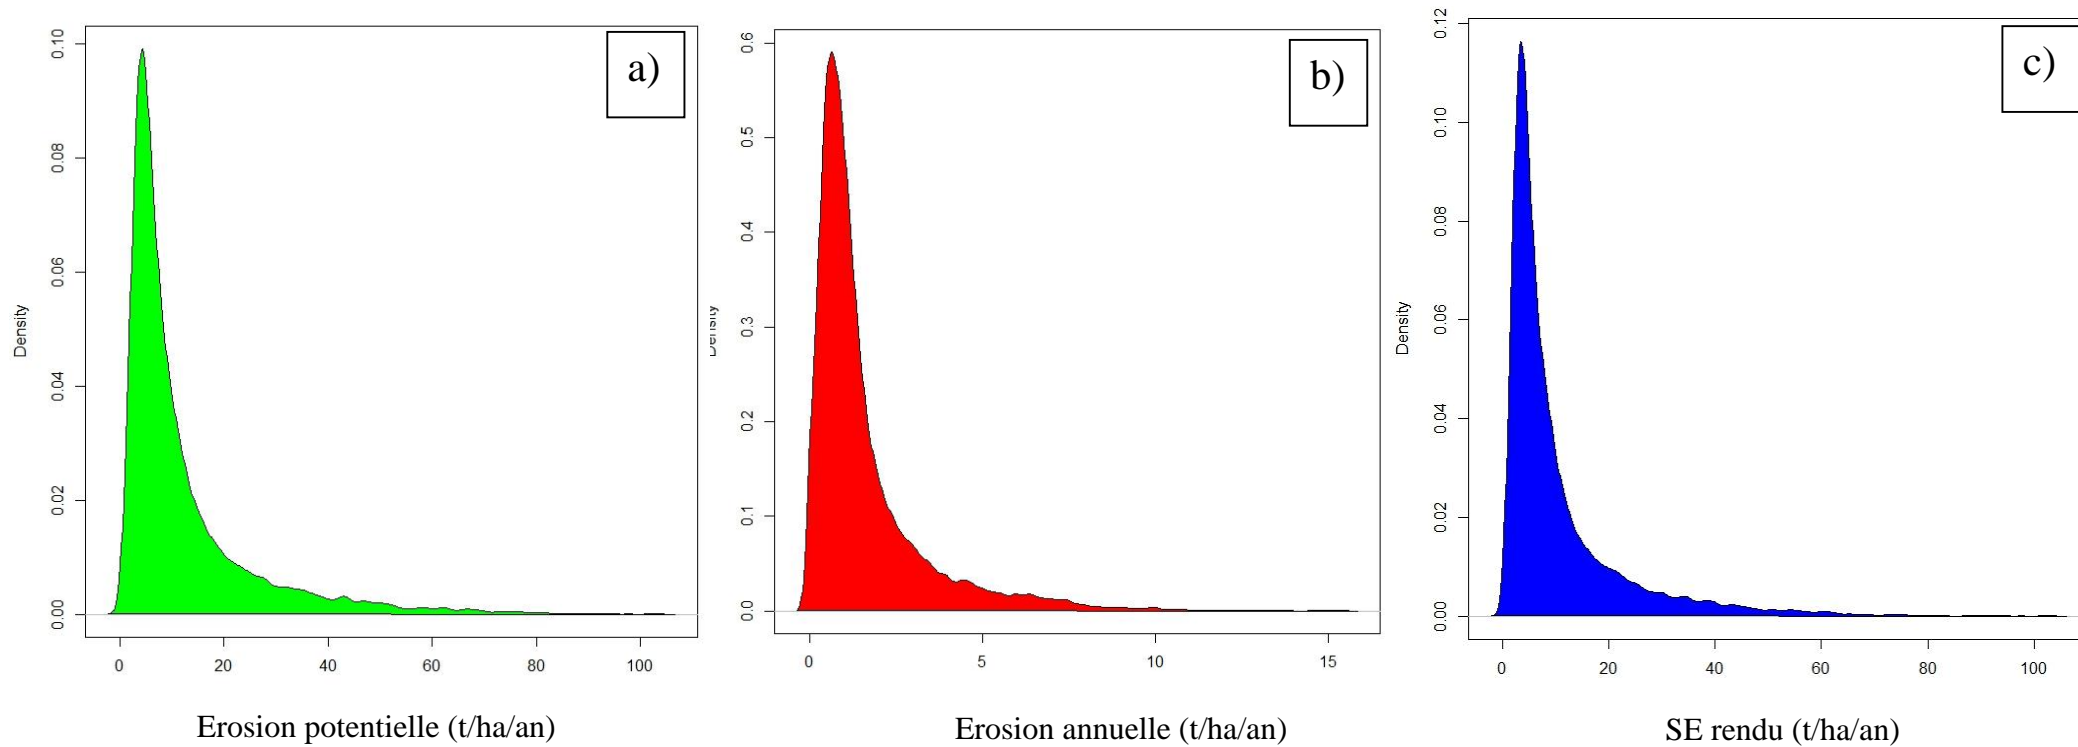 a)
0.10
0.08
0.06
0.04
0.02
0.00
Density
0 20 40 60 80 100
Erosion potentielle (t/ha/an)
b)
0.6
0.5
0.4
0.3
0.2
0.1
0.0
Density
0 5 10 15
Erosion annuelle (t/ha/an)
c)
0.12
0.10
0.08
0.06
0.04
0.02
0.00
Density
0 20 40 60 80 100
SE rendu (t/ha/an)